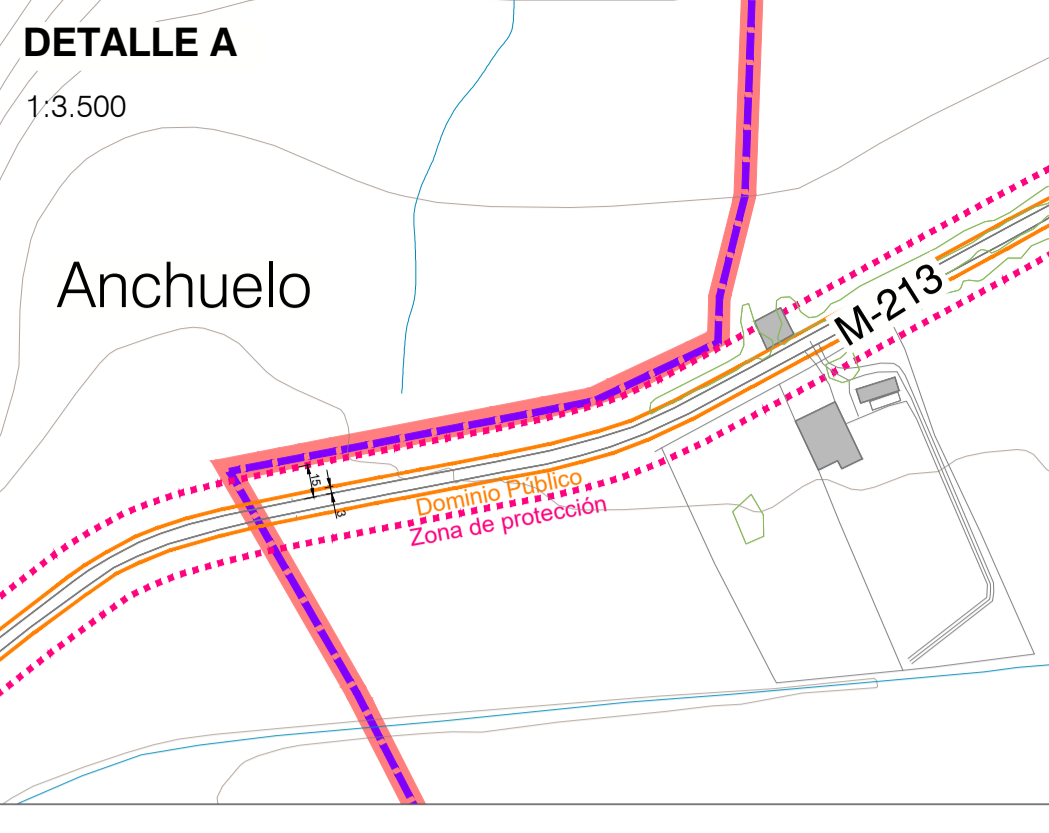 DETALLE A
1:3.500
Anchuelo
M-213
15
3
Dominio Público
Zona de protección